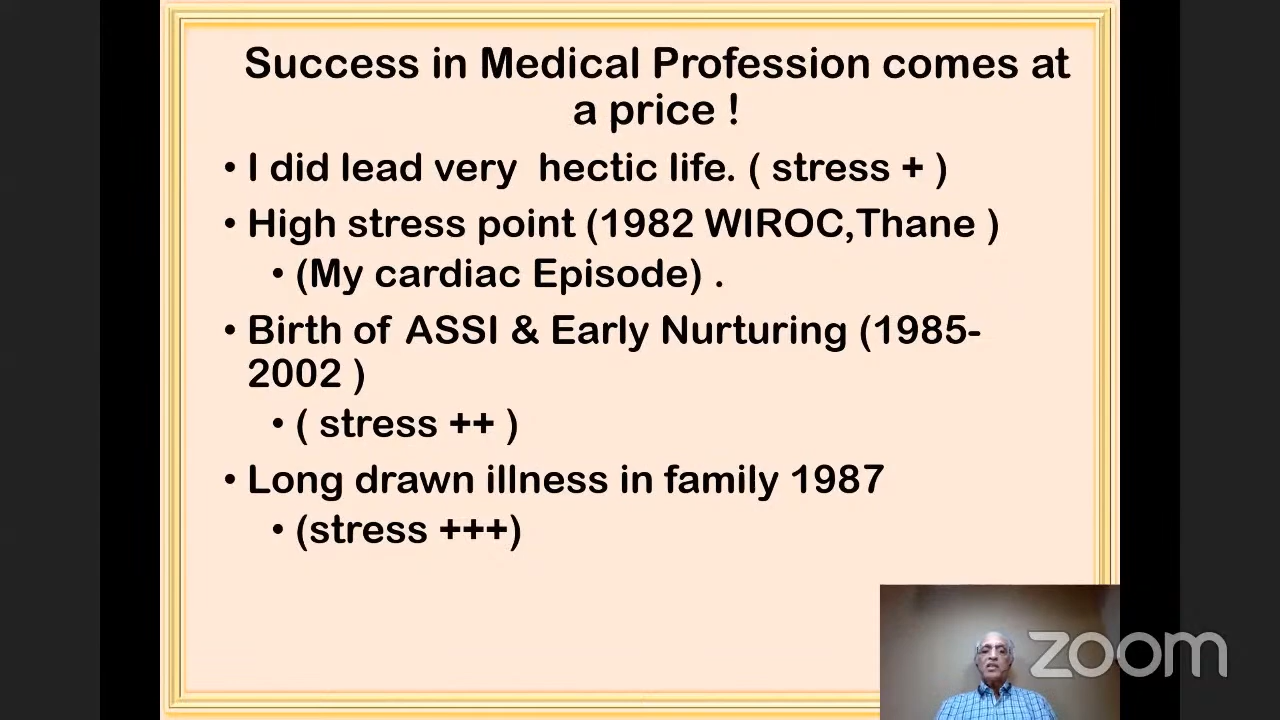 Success in Medical Profession comes at
a price !
• I did lead very hectic life. ( stress + )
• High stress point (1982 WIROC,Thane )
• (My cardiac Episode) .
• Birth of ASSI & Early Nurturing (1985-
2002 )
• ( stress ++ )
• Long drawn illness in family 1987
• (stress +++)
zoom